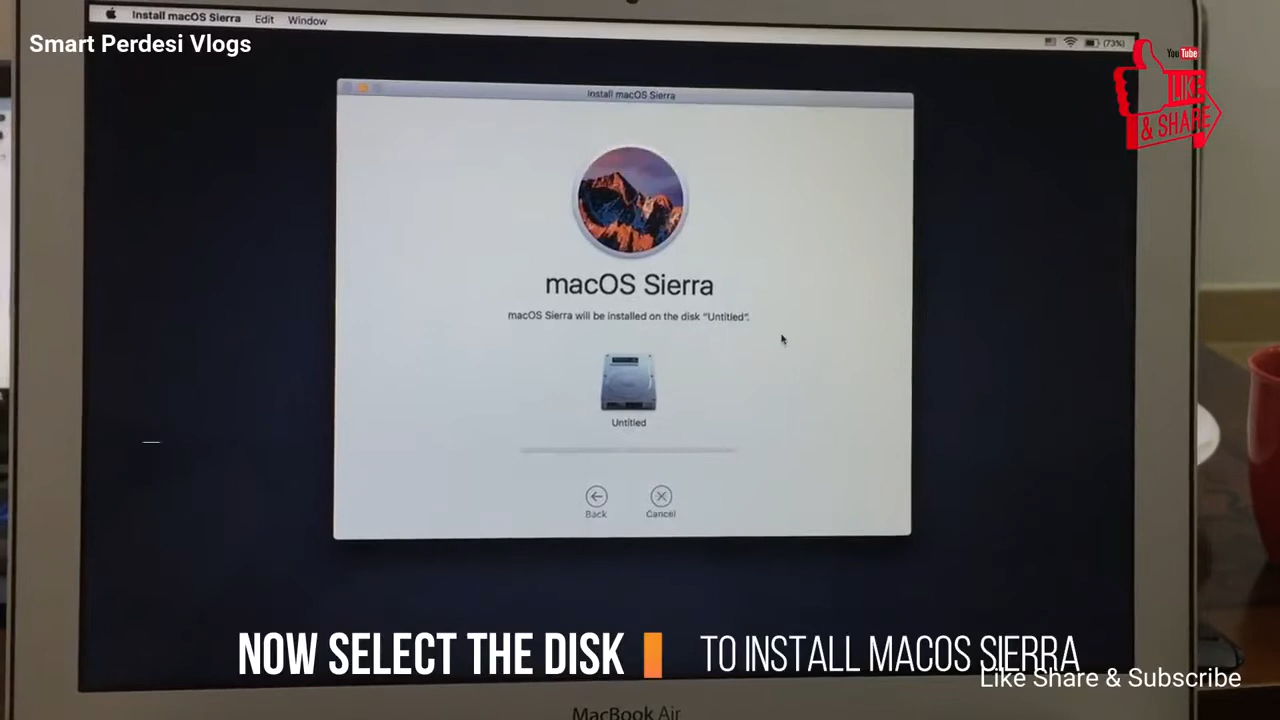 Install macOS Sierra Edit Window
(73%)
Smart Perdesi Vlogs
YouTube
LIKE
& SHARE
Install macOS Sierra
macOS Sierra
macOS Sierra will be installed on the disk “Untitled”.
Untitled
Back Cancel
NOW SELECT THE DISK TO INSTALL MACOS SIERRA
Like Share & Subscribe
MacBook Air